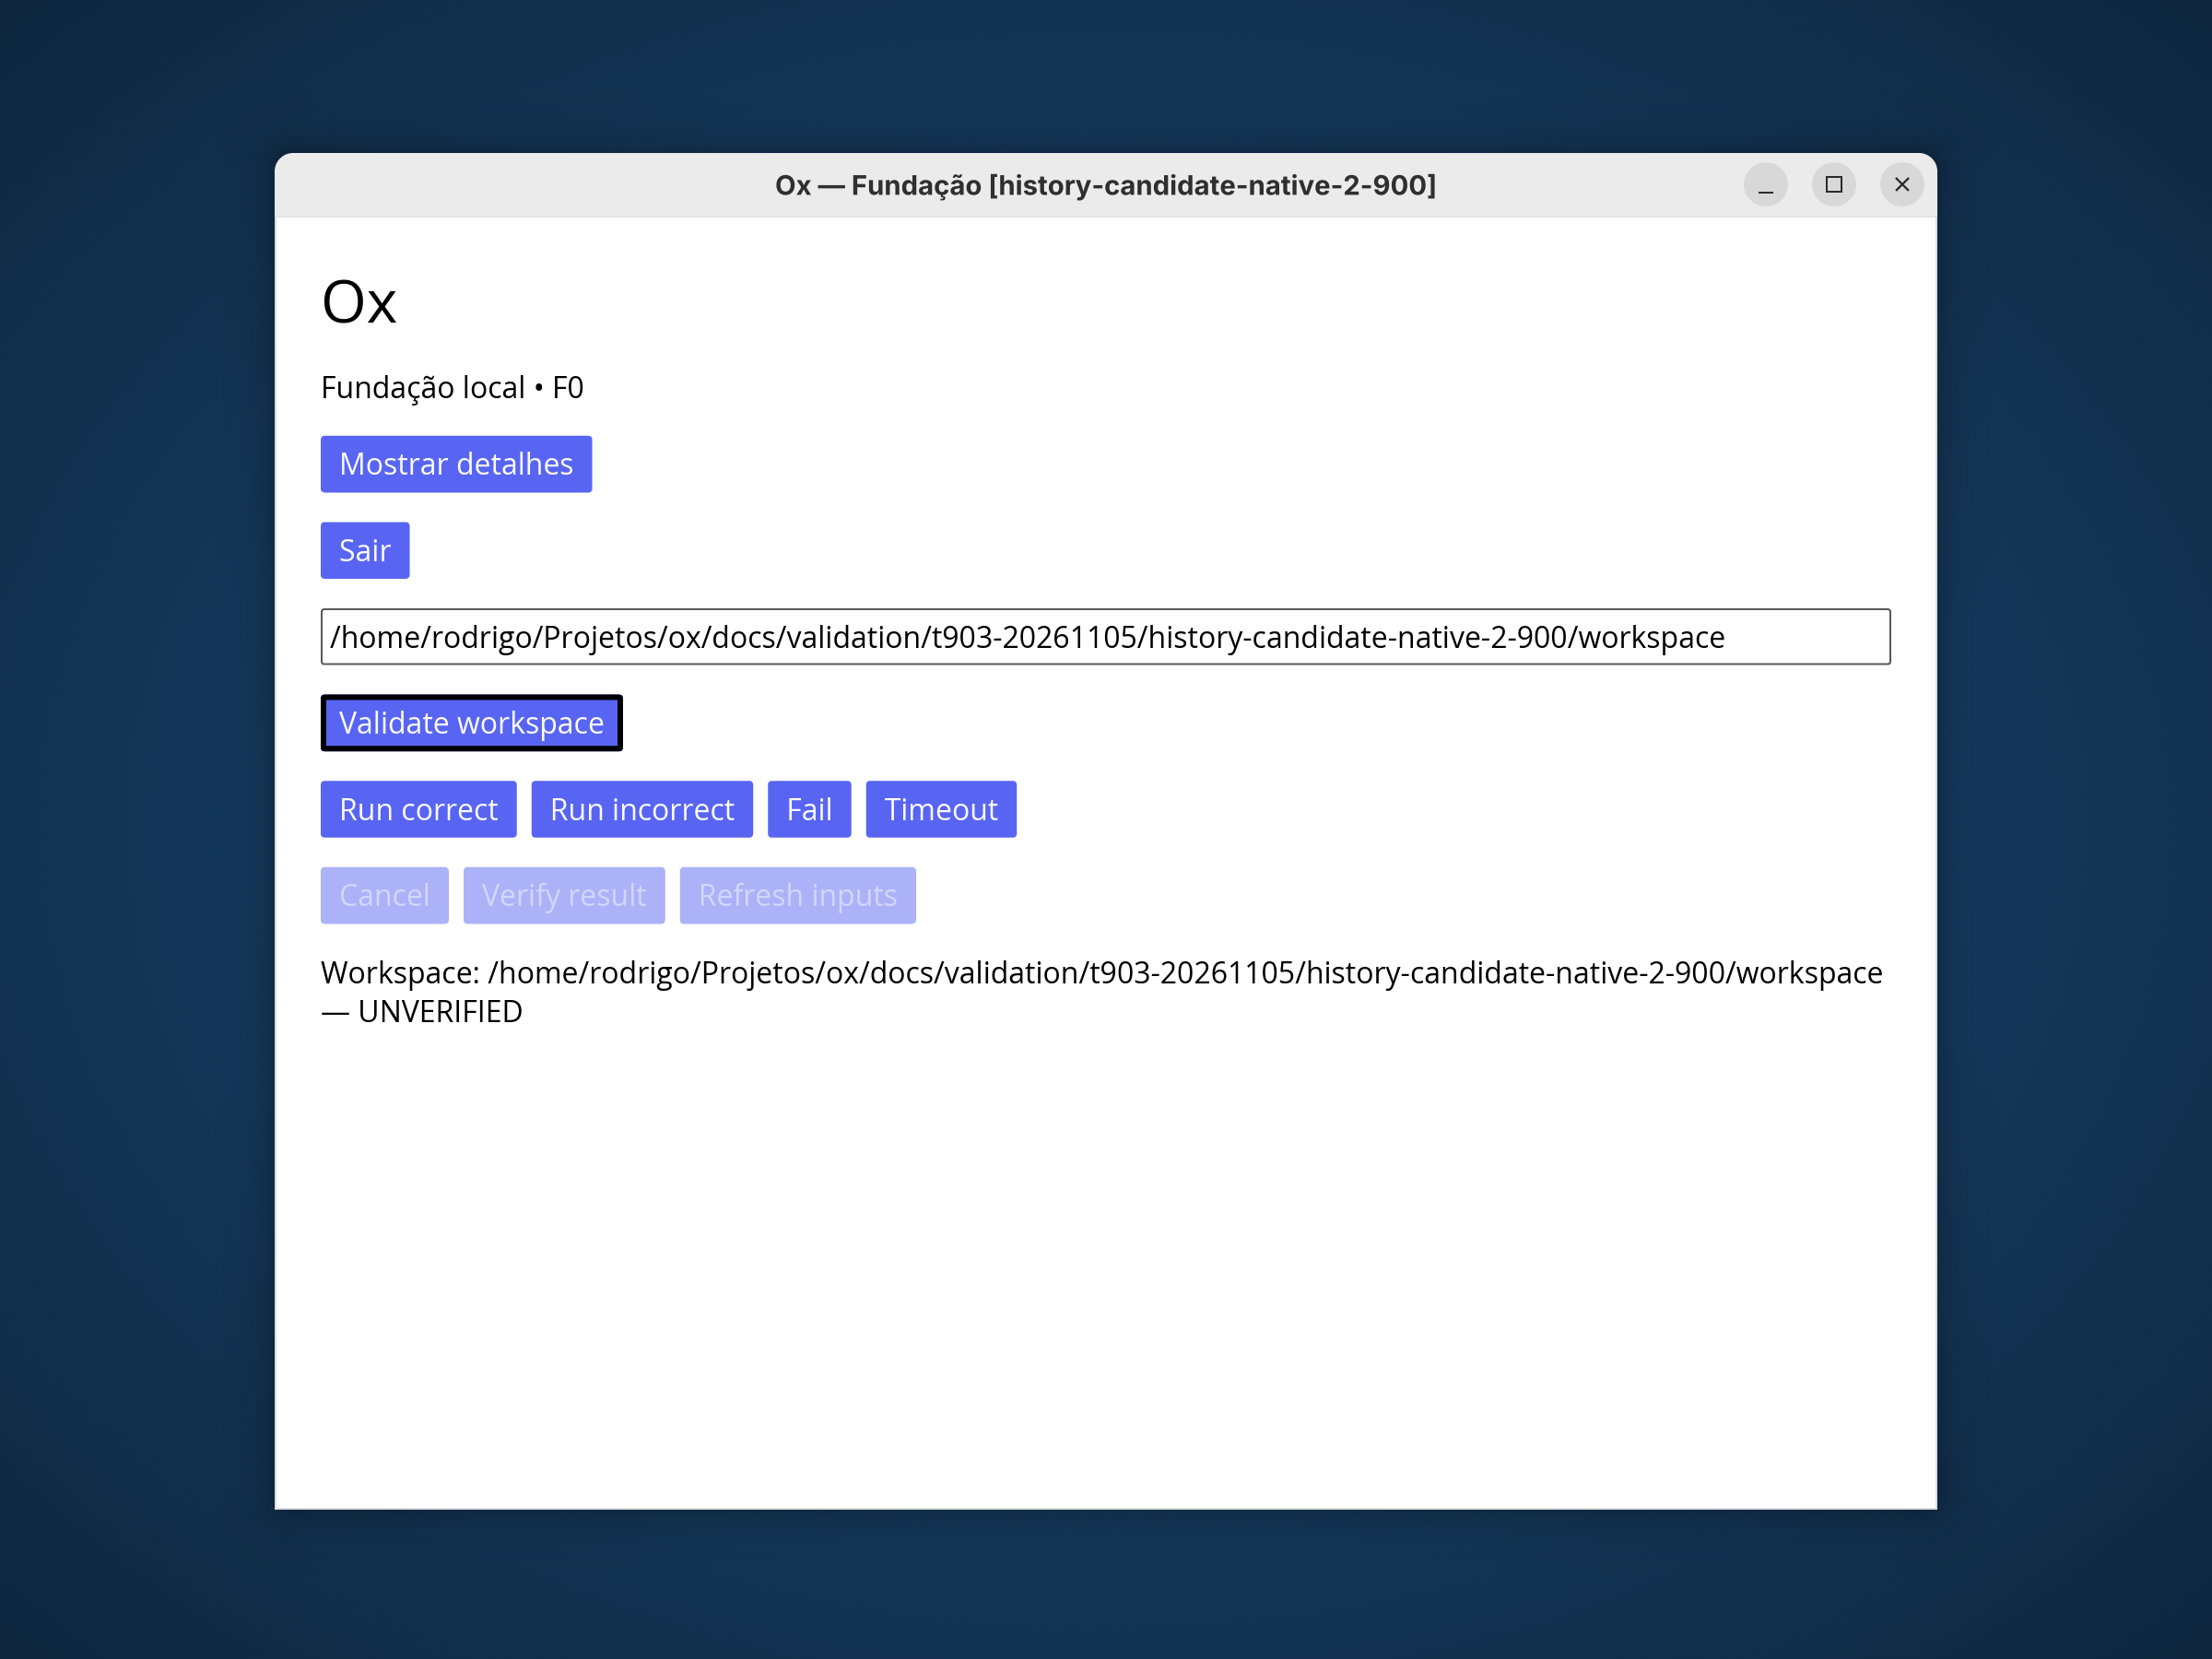 Ox — Fundação [history-candidate-native-2-900]
Ox
Fundação local • F0
Mostrar detalhes
Sair
/home/rodrigo/Projetos/ox/docs/validation/t903-20261105/history-candidate-native-2-900/workspace
Validate workspace
Run correct Run incorrect Fail Timeout
Cancel Verify result Refresh inputs
Workspace: /home/rodrigo/Projetos/ox/docs/validation/t903-20261105/history-candidate-native-2-900/workspace
— UNVERIFIED